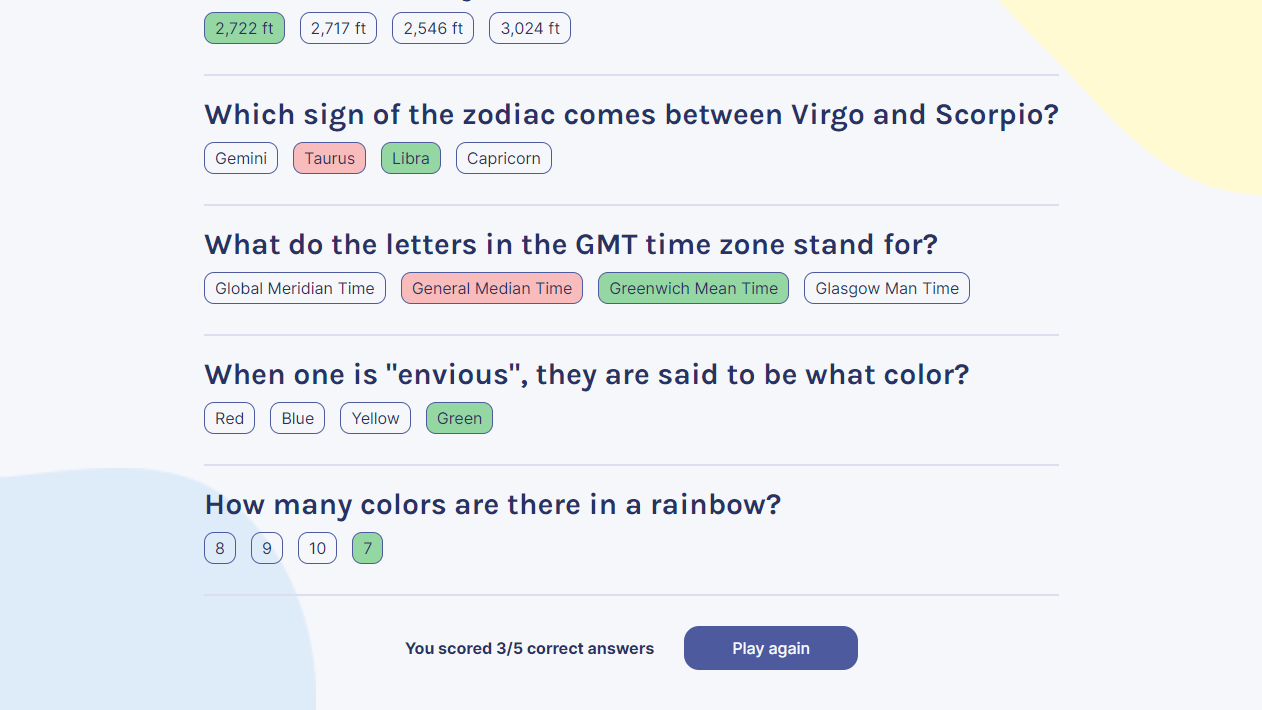 2,722 ft 2,717 ft 2,546 ft 3,024 ft
Which sign of the zodiac comes between Virgo and Scorpio?
Gemini Taurus Libra Capricorn
What do the letters in the GMT time zone stand for?
Global Meridian Time General Median Time Greenwich Mean Time Glasgow Man Time
When one is "envious", they are said to be what color?
Red Blue Yellow Green
How many colors are there in a rainbow?
8 9 10 7
You scored 3/5 correct answers Play again